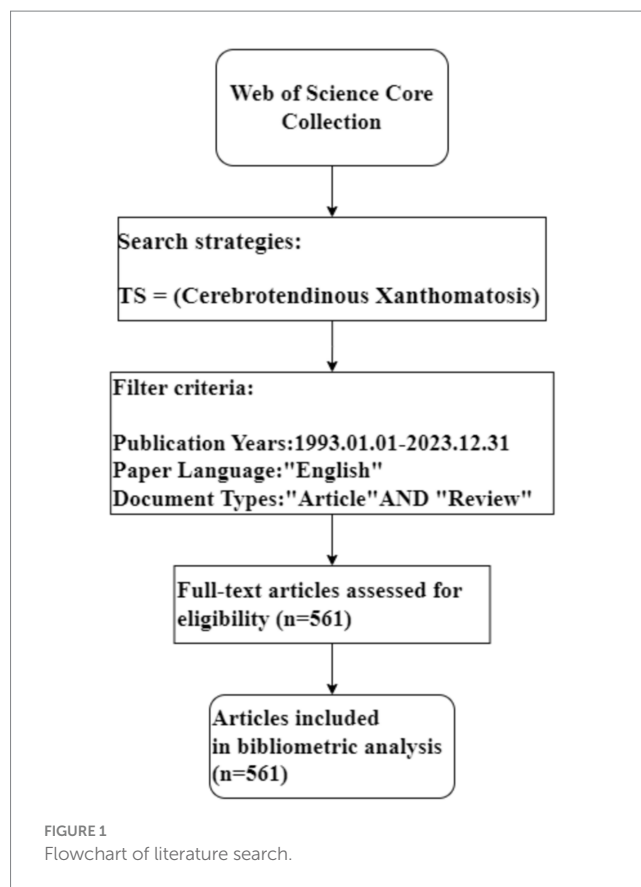 Web of Science Core
Collection
Search strategies:
TS = (Cerebrotendinous Xanthomatosis)
Filter criteria:
Publication Years:1993.01.01-2023.12.31
Paper Language:"English"
Document Types:"Article"AND "Review"
Full-text articles assessed for
eligibility (n=561)
Articles included
in bibliometric analysis
(n=561)
FIGURE 1
Flowchart of literature search.